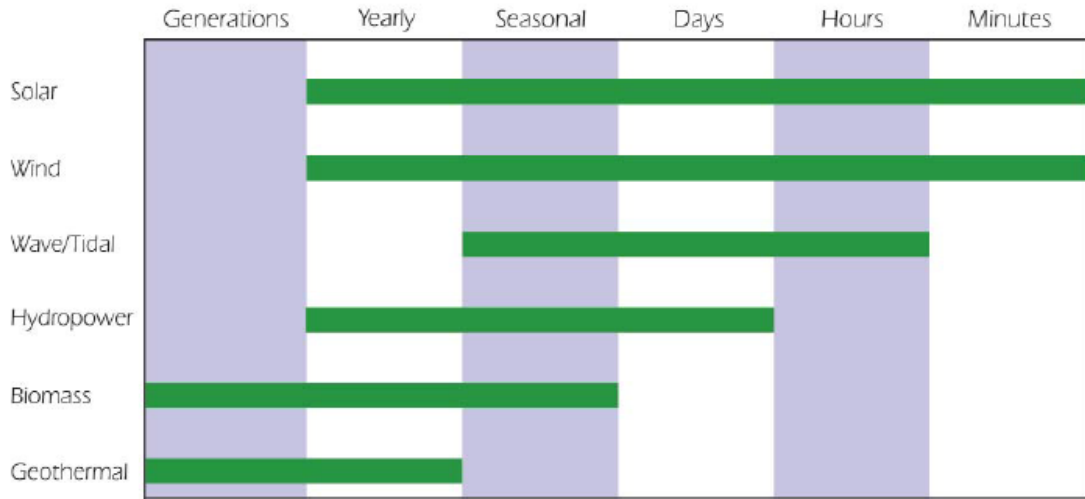 Generations Yearly Seasonal Days Hours Minutes
Solar
Wind
Wave/Tidal
Hydropower
Biomass
Geothermal